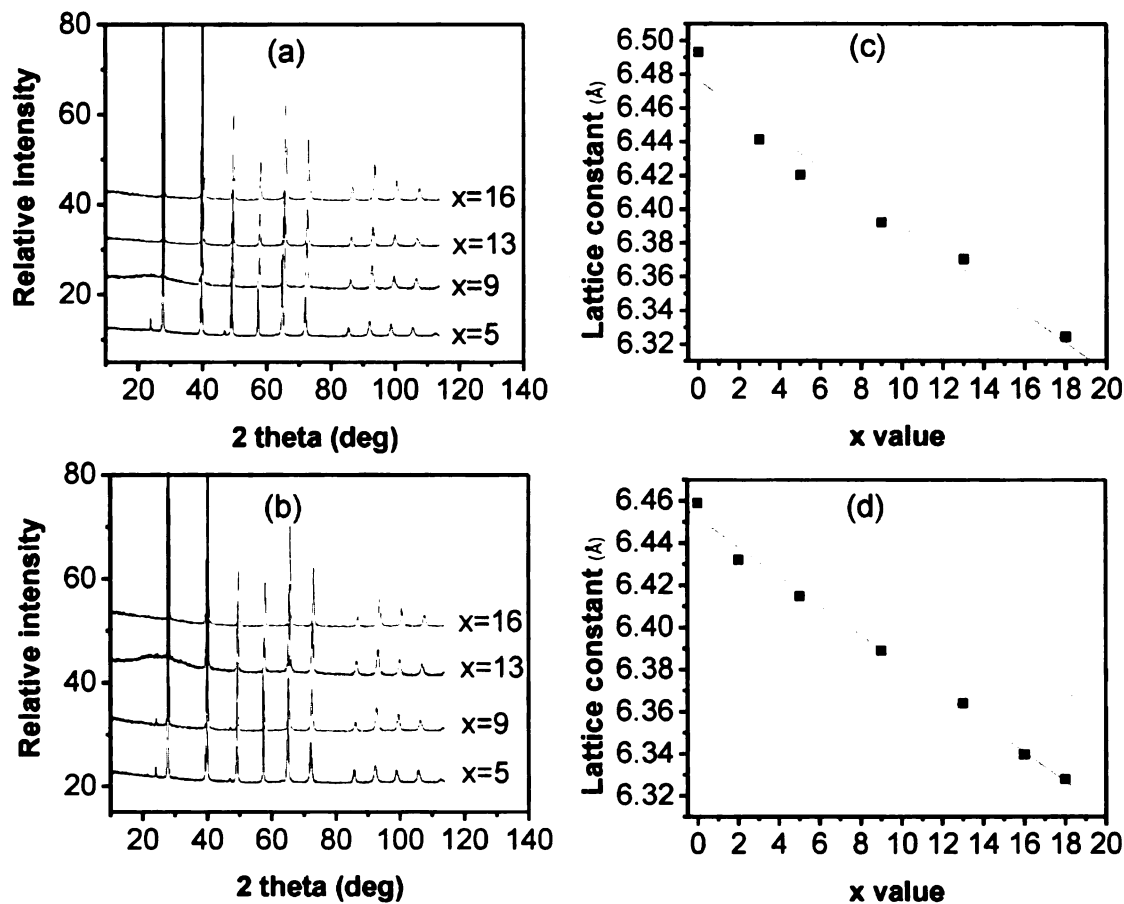 (a)
Relative Intensity
80
60
40
20
x=16
x=13
x=9
x=5
20 40 60 80 100 120 140
2 theta (deg)
(c)
Lattice constant (Å)
6.50
6.48
6.46
6.44
6.42
6.40
6.38
6.36
6.34
6.32
0 2 4 6 8 10 12 14 16 18 20
x value
(b)
Relative intensity
80
60
40
20
x=16
x=13
x=9
x=5
20 40 60 80 100 120 140
2 theta (deg)
(d)
Lattice constant (Å)
6.46
6.44
6.42
6.40
6.38
6.36
6.34
6.32
0 2 4 6 8 10 12 14 16 18 20
x value